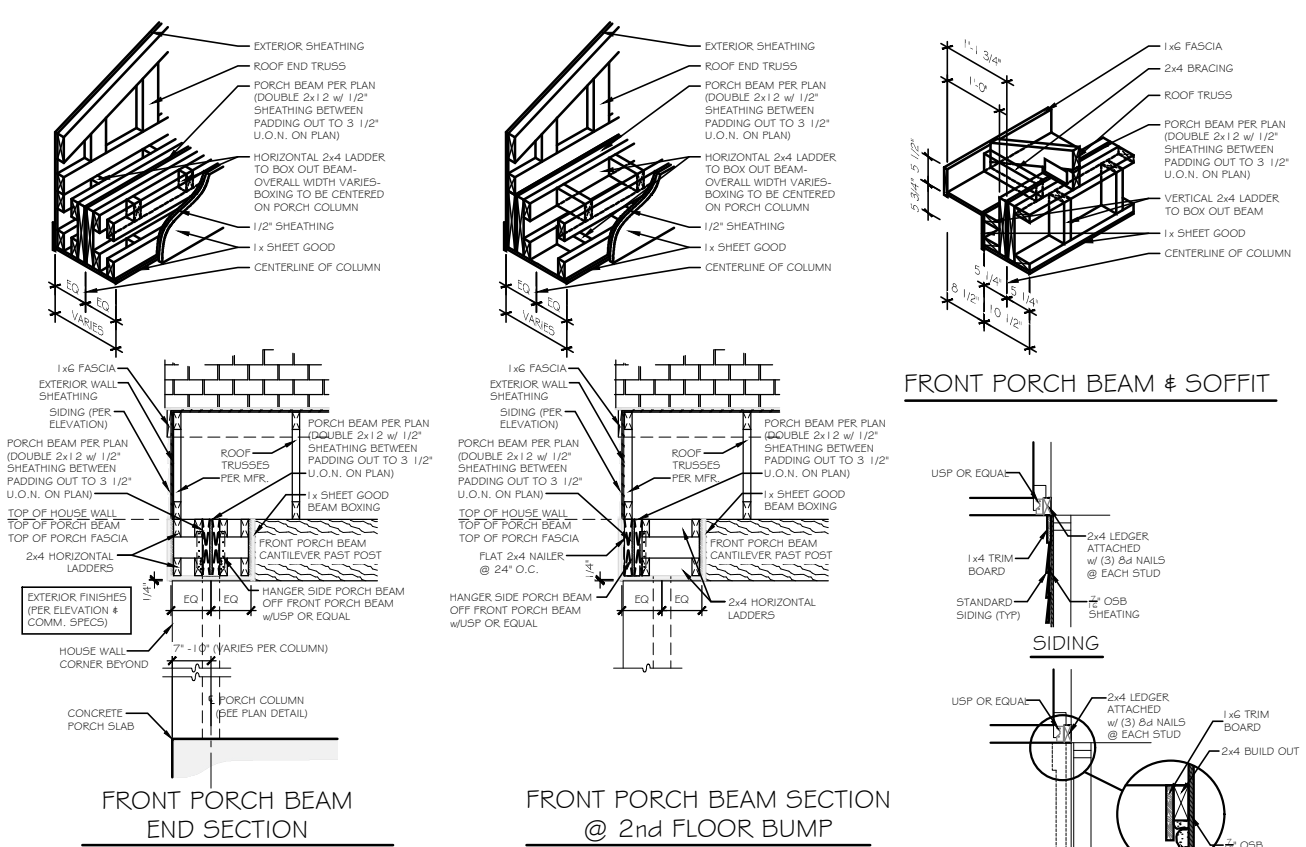 EXTERIOR SHEATHING
ROOF END TRUSS
PORCH BEAM PER PLAN
(DOUBLE 2x12 w/ 1/2"
SHEATHING BETWEEN
PADDING OUT TO 3 1/2"
U.O.N. ON PLAN)
HORIZONTAL 2x4 LADDER
TO BOX OUT BEAM-
OVERALL WIDTH VARIES-
BOXING TO BE CENTERED
ON PORCH COLUMN
1/2" SHEATHING
1x SHEET GOOD
CENTERLINE OF COLUMN
EQ
EQ
VARIES
EXTERIOR SHEATHING
ROOF END TRUSS
PORCH BEAM PER PLAN
(DOUBLE 2x12 w/ 1/2"
SHEATHING BETWEEN
PADDING OUT TO 3 1/2"
U.O.N. ON PLAN)
HORIZONTAL 2x4 LADDER
TO BOX OUT BEAM-
OVERALL WIDTH VARIES-
BOXING TO BE CENTERED
ON PORCH COLUMN
1/2" SHEATHING
1x SHEET GOOD
CENTERLINE OF COLUMN
EQ
EQ
VARIES
1'-1 3/4"
1'-0"
5 1/2"
5 3/4"
1x6 FASCIA
2x4 BRACING
ROOF TRUSS
PORCH BEAM PER PLAN
(DOUBLE 2x12 w/ 1/2"
SHEATHING BETWEEN
PADDING OUT TO 3 1/2"
U.O.N. ON PLAN)
VERTICAL 2x4 LADDER
TO BOX OUT BEAM
1x SHEET GOOD
CENTERLINE OF COLUMN
5 1/4"
5 1/4"
8 1/2"
10 1/2"
FRONT PORCH BEAM & SOFFIT
1x6 FASCIA
EXTERIOR WALL
SHEATHING
SIDING (PER
ELEVATION)
PORCH BEAM PER PLAN
(DOUBLE 2x12 w/ 1/2"
SHEATHING BETWEEN
PADDING OUT TO 3 1/2"
U.O.N. ON PLAN)
TOP OF HOUSE WALL
TOP OF PORCH BEAM
TOP OF PORCH FASCIA
2x4 HORIZONTAL
LADDERS
1/4"
EXTERIOR FINISHES
(PER ELEVATION &
COMM. SPECS)
HOUSE WALL
CORNER BEYOND
CONCRETE
PORCH SLAB
PORCH BEAM PER PLAN
(DOUBLE 2x12 w/ 1/2"
SHEATHING BETWEEN
PADDING OUT TO 3 1/2"
U.O.N. ON PLAN)
ROOF
TRUSSES
PER MFR.
1x SHEET GOOD
BEAM BOXING
FRONT PORCH BEAM
CANTILEVER PAST POST
HANGER SIDE PORCH BEAM
OFF FRONT PORCH BEAM
w/USP OR EQUAL
EQ
EQ
7" -10" (VARIES PER COLUMN)
℄ PORCH COLUMN
(SEE PLAN DETAIL)
FRONT PORCH BEAM
END SECTION
1x6 FASCIA
EXTERIOR WALL
SHEATHING
SIDING (PER
ELEVATION)
PORCH BEAM PER PLAN
(DOUBLE 2x12 w/ 1/2"
SHEATHING BETWEEN
PADDING OUT TO 3 1/2"
U.O.N. ON PLAN)
TOP OF HOUSE WALL
TOP OF PORCH BEAM
TOP OF PORCH FASCIA
FLAT 2x4 NAILER
@ 24" O.C.
1/4"
HANGER SIDE PORCH BEAM
OFF FRONT PORCH BEAM
w/USP OR EQUAL
PORCH BEAM PER PLAN
(DOUBLE 2x12 w/ 1/2"
SHEATHING BETWEEN
PADDING OUT TO 3 1/2"
U.O.N. ON PLAN)
ROOF
TRUSSES
PER MFR.
1x SHEET GOOD
BEAM BOXING
FRONT PORCH BEAM
CANTILEVER PAST POST
EQ
EQ
2x4 HORIZONTAL
LADDERS
FRONT PORCH BEAM SECTION
@ 2nd FLOOR BUMP
USP OR EQUAL
2x4 LEDGER
ATTACHED
w/ (3) 8d NAILS
@ EACH STUD
1x4 TRIM
BOARD
STANDARD
SIDING (TYP)
7/16" OSB
SHEATING
SIDING
USP OR EQUAL
2x4 LEDGER
ATTACHED
w/ (3) 8d NAILS
@ EACH STUD
1x6 TRIM
BOARD
2x4 BUILD OUT
OSB